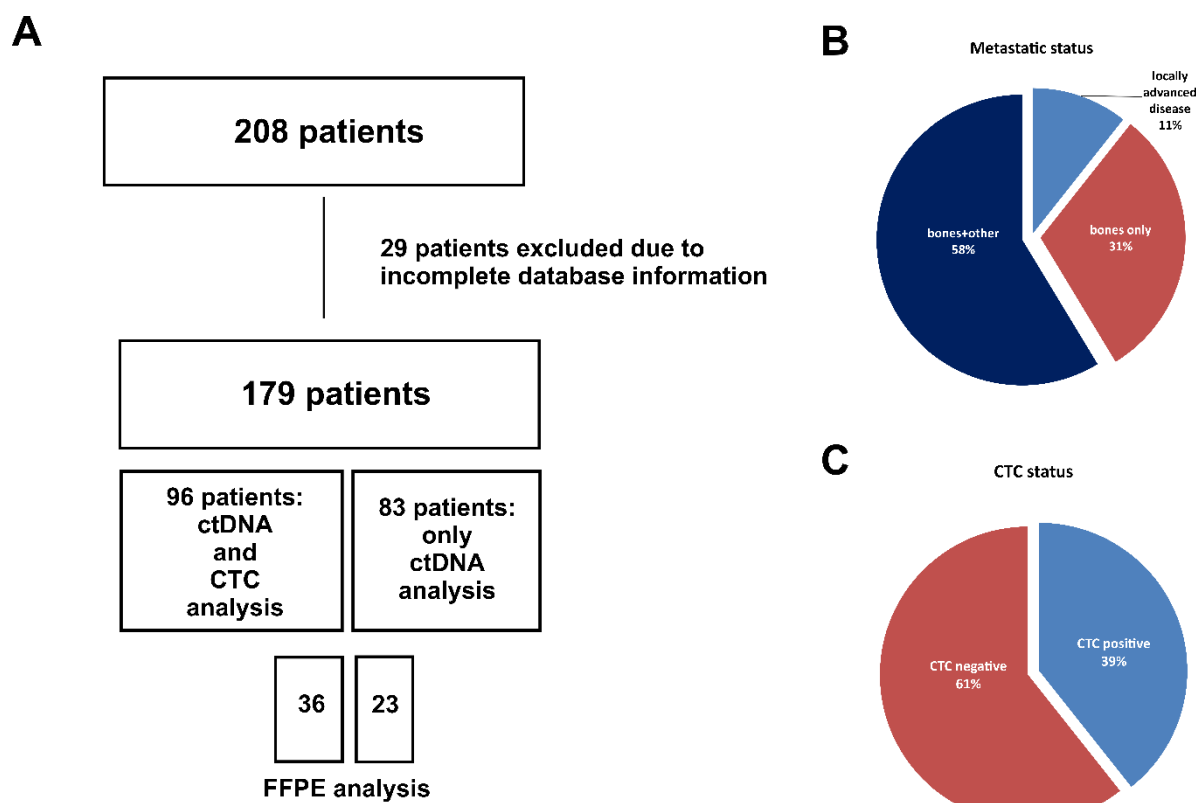 A
208 patients
29 patients excluded due to
incomplete database information
179 patients
96 patients:
ctDNA
and
CTC
analysis
83 patients:
only
ctDNA
analysis
36
23
FFPE analysis
B
Metastatic status
locally
advanced
disease
11%
bones+other
58%
bones only
31%
C
CTC status
CTC negative
61%
CTC positive
39%